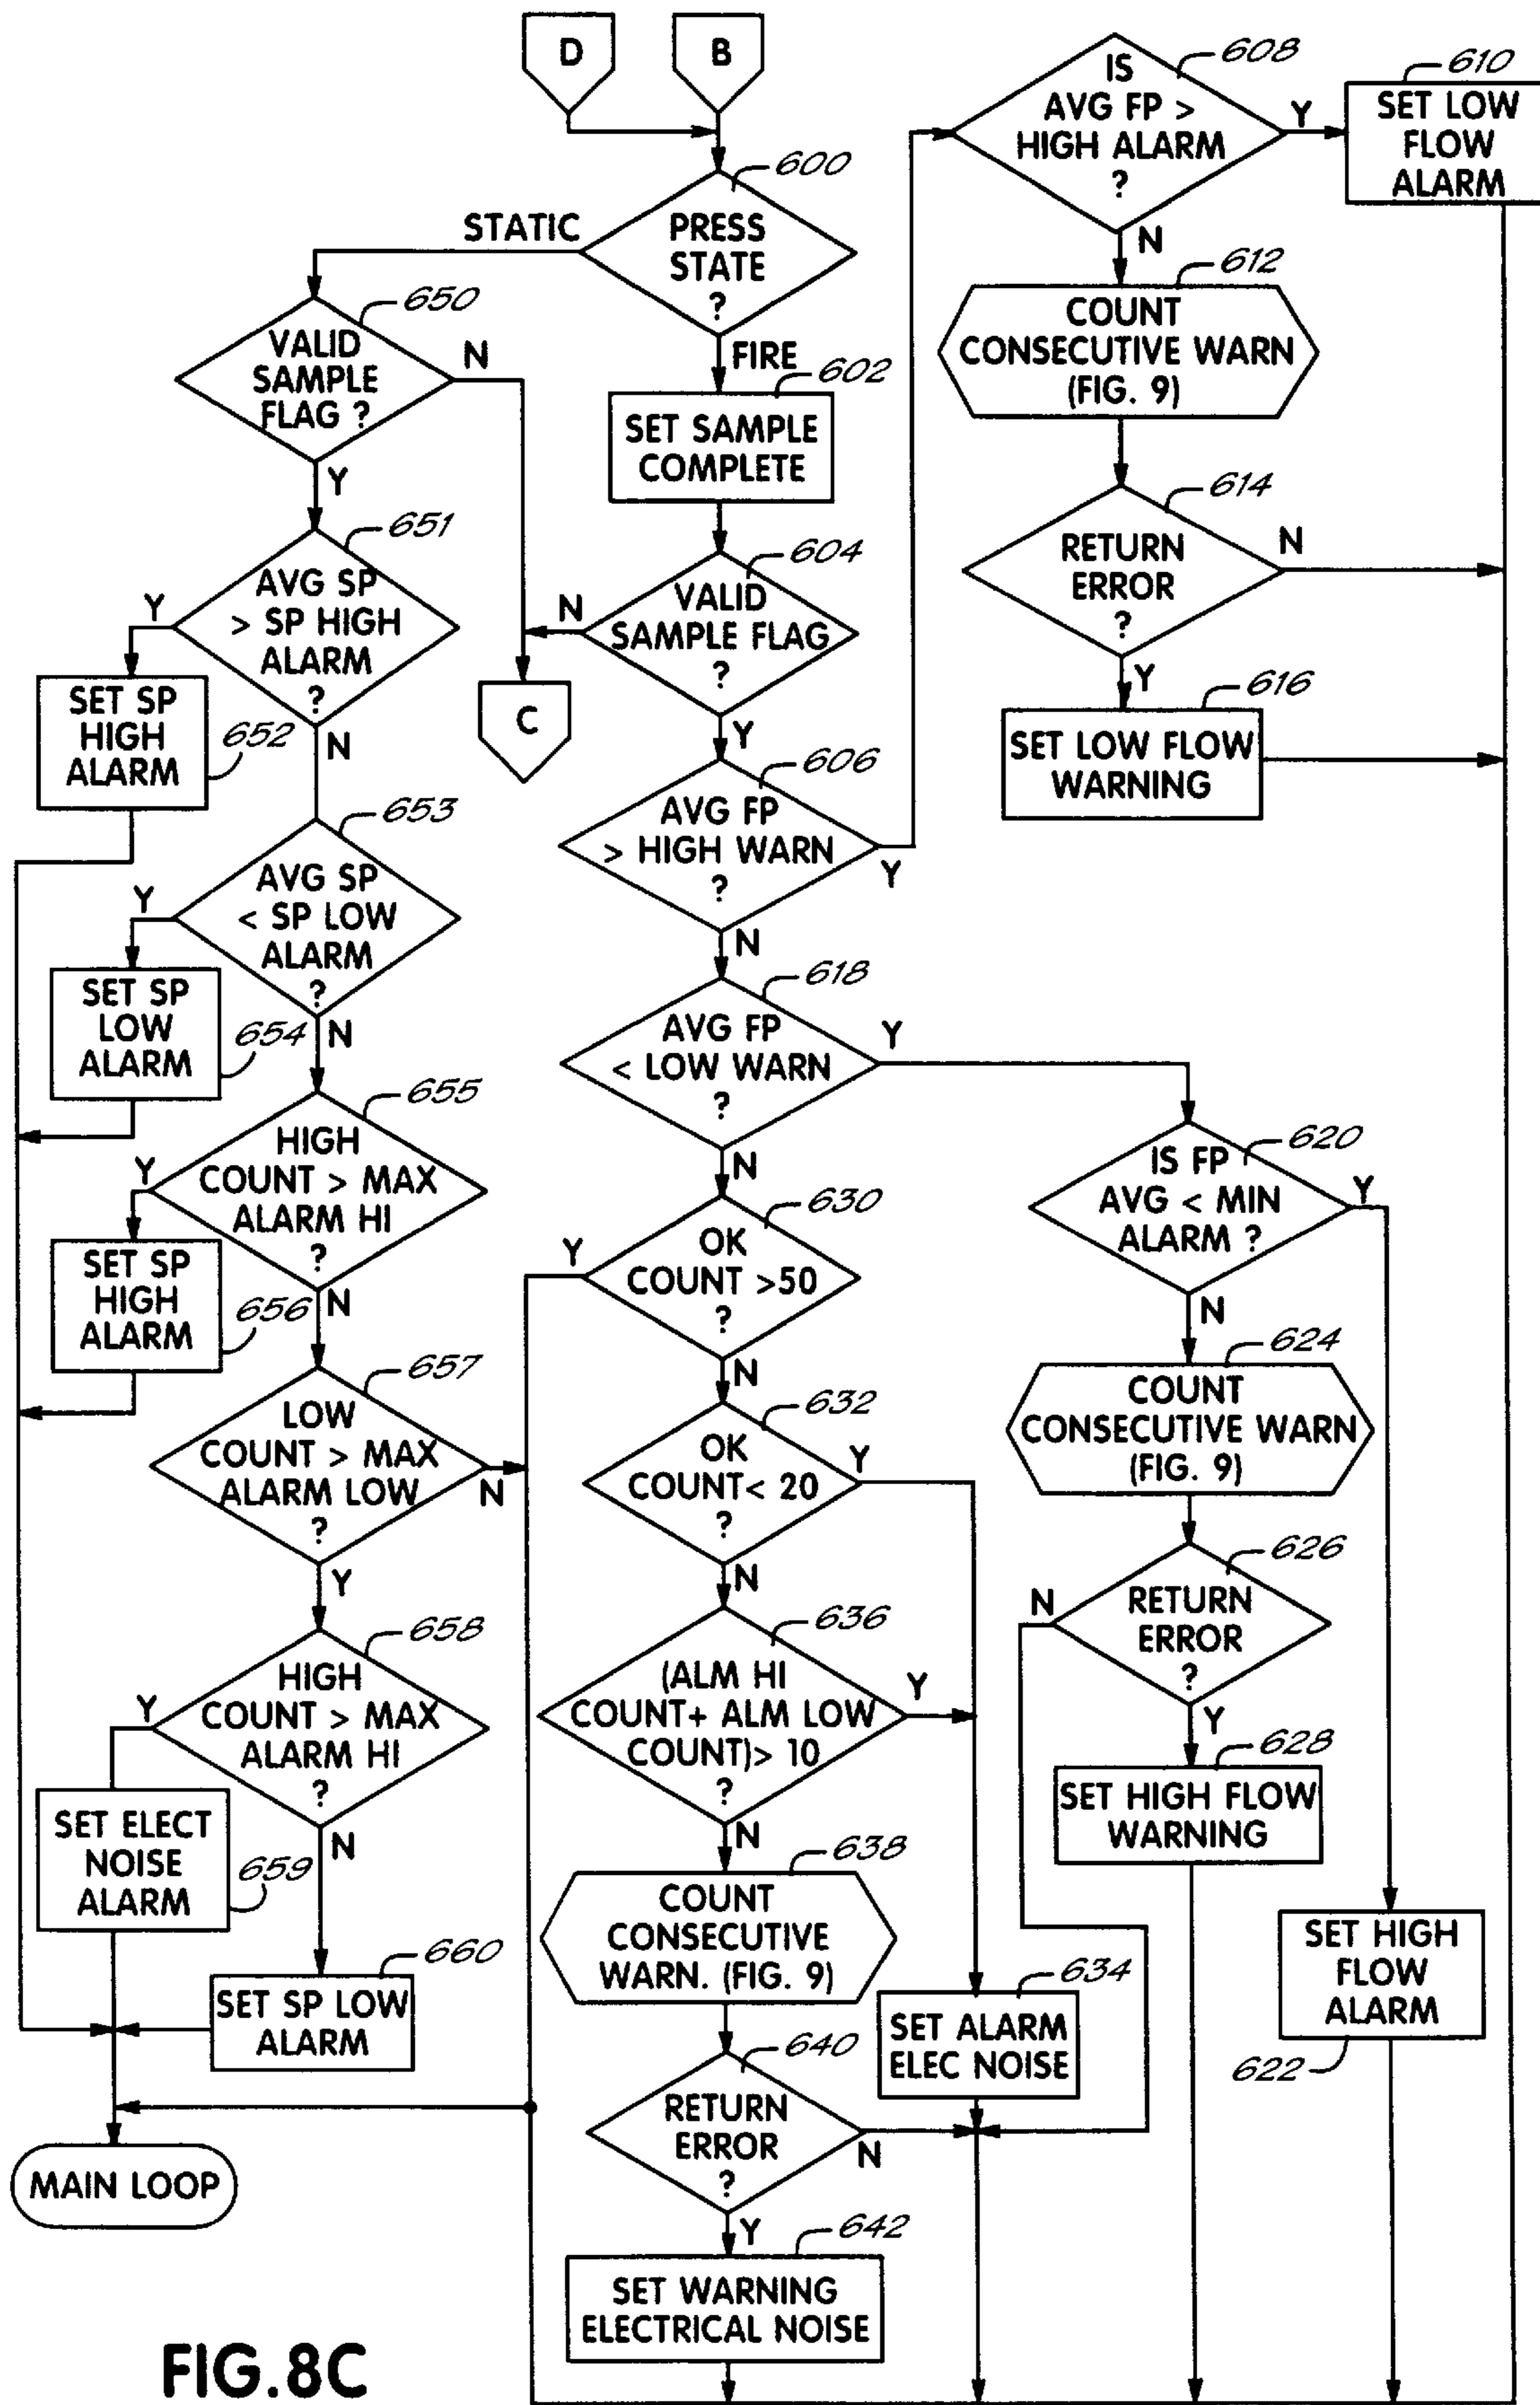 D
B
600
PRESS
STATE
?
STATIC
FIRE
602
SET SAMPLE
COMPLETE
604
VALID
SAMPLE FLAG
?
N
Y
C
606
AVG FP
> HIGH WARN
?
Y
N
608
IS
AVG FP >
HIGH ALARM
?
Y
N
610
SET LOW
FLOW
ALARM
612
COUNT
CONSECUTIVE WARN
(FIG. 9)
614
RETURN
ERROR
?
N
Y
616
SET LOW FLOW
WARNING
618
AVG FP
< LOW WARN
?
Y
N
620
IS FP
AVG < MIN
ALARM ?
Y
N
622
SET HIGH
FLOW
ALARM
624
COUNT
CONSECUTIVE WARN
(FIG. 9)
626
RETURN
ERROR
?
N
Y
628
SET HIGH FLOW
WARNING
630
OK
COUNT >50
?
Y
N
632
OK
COUNT< 20
?
Y
N
634
SET ALARM
ELEC NOISE
636
(ALM HI
COUNT+ ALM LOW
COUNT)> 10
?
Y
N
638
COUNT
CONSECUTIVE
WARN. (FIG. 9)
640
RETURN
ERROR
?
N
Y
642
SET WARNING
ELECTRICAL NOISE
650
VALID
SAMPLE
FLAG ?
N
Y
651
AVG SP
> SP HIGH
ALARM
?
Y
N
652
SET SP
HIGH
ALARM
653
AVG SP
< SP LOW
ALARM
?
Y
N
654
SET SP
LOW
ALARM
655
HIGH
COUNT > MAX
ALARM HI
?
Y
N
656
SET SP
HIGH
ALARM
657
LOW
COUNT > MAX
ALARM LOW
?
N
Y
658
HIGH
COUNT > MAX
ALARM HI
?
Y
N
659
SET ELECT
NOISE
ALARM
660
SET SP LOW
ALARM
MAIN LOOP
FIG.8C